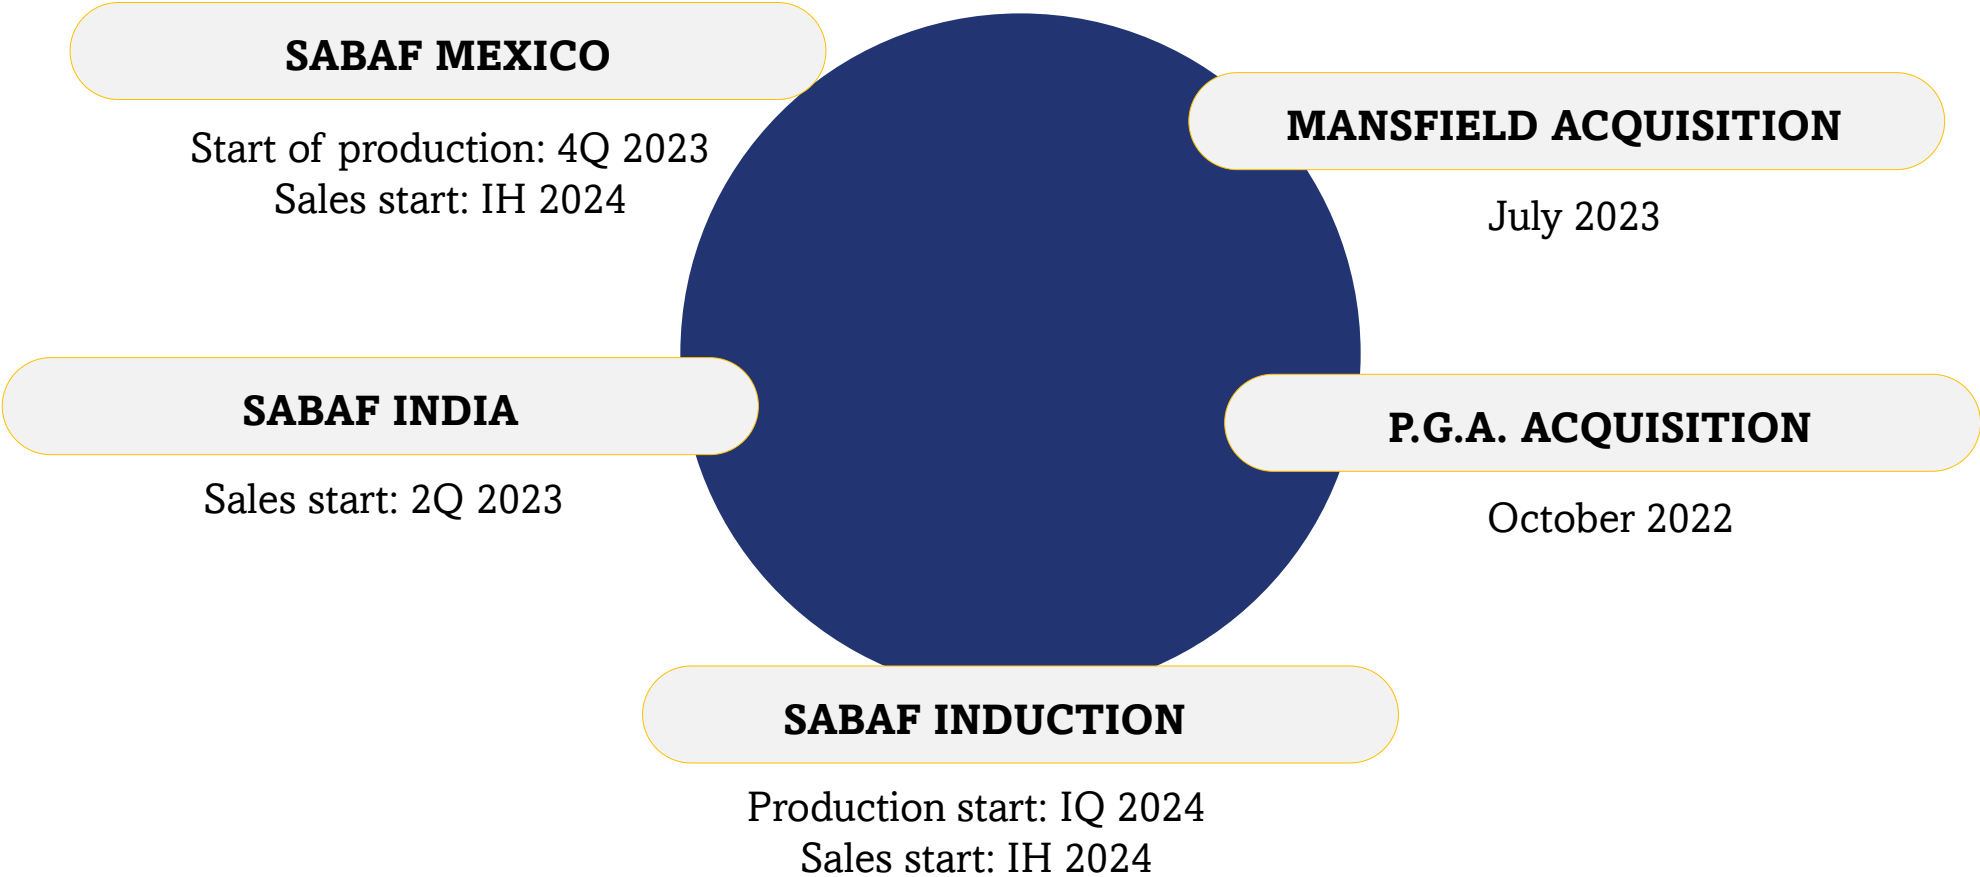 SABAF MEXICO
Start of production: 4Q 2023
Sales start: IH 2024
MANSFIELD ACQUISITION
July 2023
SABAF INDIA
Sales start: 2Q 2023
P.G.A. ACQUISITION
October 2022
SABAF INDUCTION
Production start: IQ 2024
Sales start: IH 2024